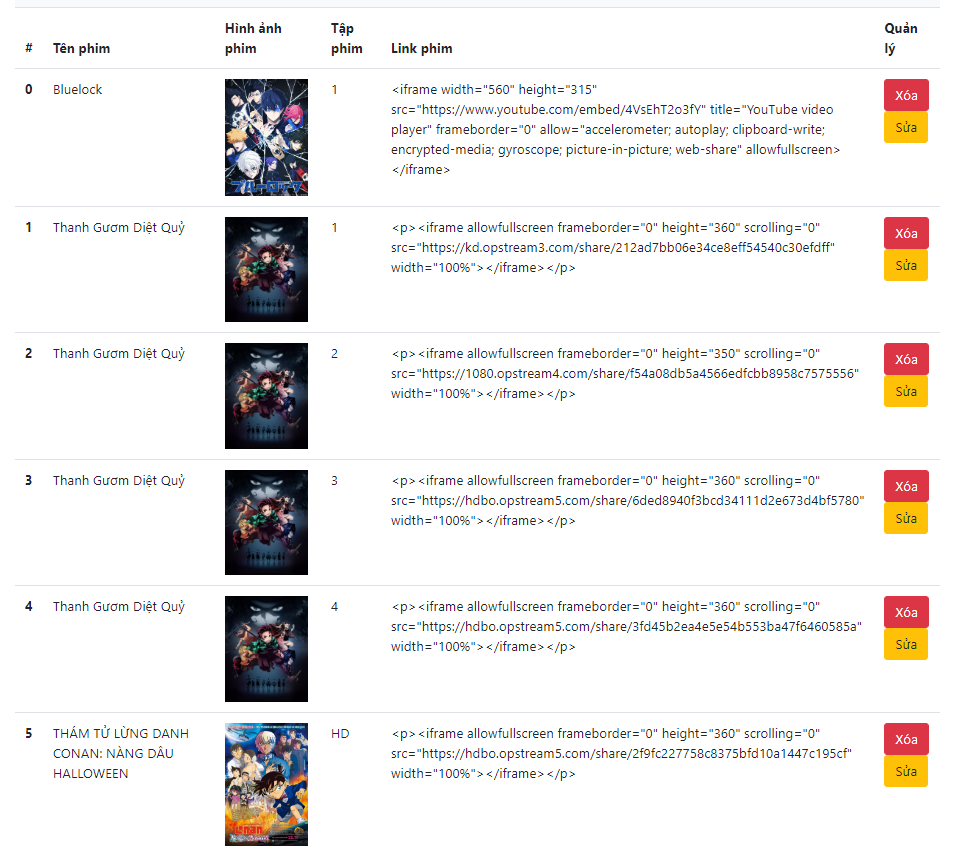 #
Tên phim
Hình ảnh
phim
Tập
phim
Link phim
Quản
lý
0
Bluelock
ブルーロック
1
<iframe width="560" height="315"
src="https://www.youtube.com/embed/4VsEhT2o3fY" title="YouTube video
player" frameborder="0" allow="accelerometer; autoplay; clipboard-write;
encrypted-media; gyroscope; picture-in-picture; web-share" allowfullscreen>
</iframe>
Xóa
Sửa
1
Thanh Gươm Diệt Quỷ
1
<p><iframe allowfullscreen frameborder="0" height="360" scrolling="0"
src="https://kd.opstream3.com/share/212ad7bb06e34ce8eff54540c30efdff"
width="100%"></iframe></p>
Xóa
Sửa
2
Thanh Gươm Diệt Quỷ
2
<p><iframe allowfullscreen frameborder="0" height="350" scrolling="0"
src="https://1080.opstream4.com/share/f54a08db5a4566edfcbb8958c7575556"
width="100%"></iframe></p>
Xóa
Sửa
3
Thanh Gươm Diệt Quỷ
3
<p><iframe allowfullscreen frameborder="0" height="360" scrolling="0"
src="https://hdbo.opstream5.com/share/6ded8940f3bcd34111d2e673d4bf5780"
width="100%"></iframe></p>
Xóa
Sửa
4
Thanh Gươm Diệt Quỷ
4
<p><iframe allowfullscreen frameborder="0" height="360" scrolling="0"
src="https://hdbo.opstream5.com/share/3fd45b2ea4e5e54b553ba47f6460585a"
width="100%"></iframe></p>
Xóa
Sửa
5
THÁM TỬ LỪNG DANH
CONAN: NÀNG DÂU
HALLOWEEN
Conan
HD
<p><iframe allowfullscreen frameborder="0" height="360" scrolling="0"
src="https://hdbo.opstream5.com/share/2f9fc227758c8375bfd10a1447c195cf"
width="100%"></iframe></p>
Xóa
Sửa